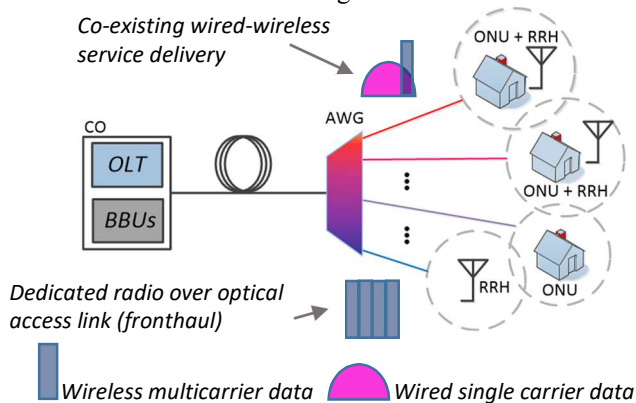 Co-existing wired-wireless
service delivery
ONU + RRH
AWG
CO
OLT
BBUs
ONU + RRH
RRH
ONU
Dedicated radio over optical
access link (fronthaul)
Wireless multicarrier data
Wired single carrier data